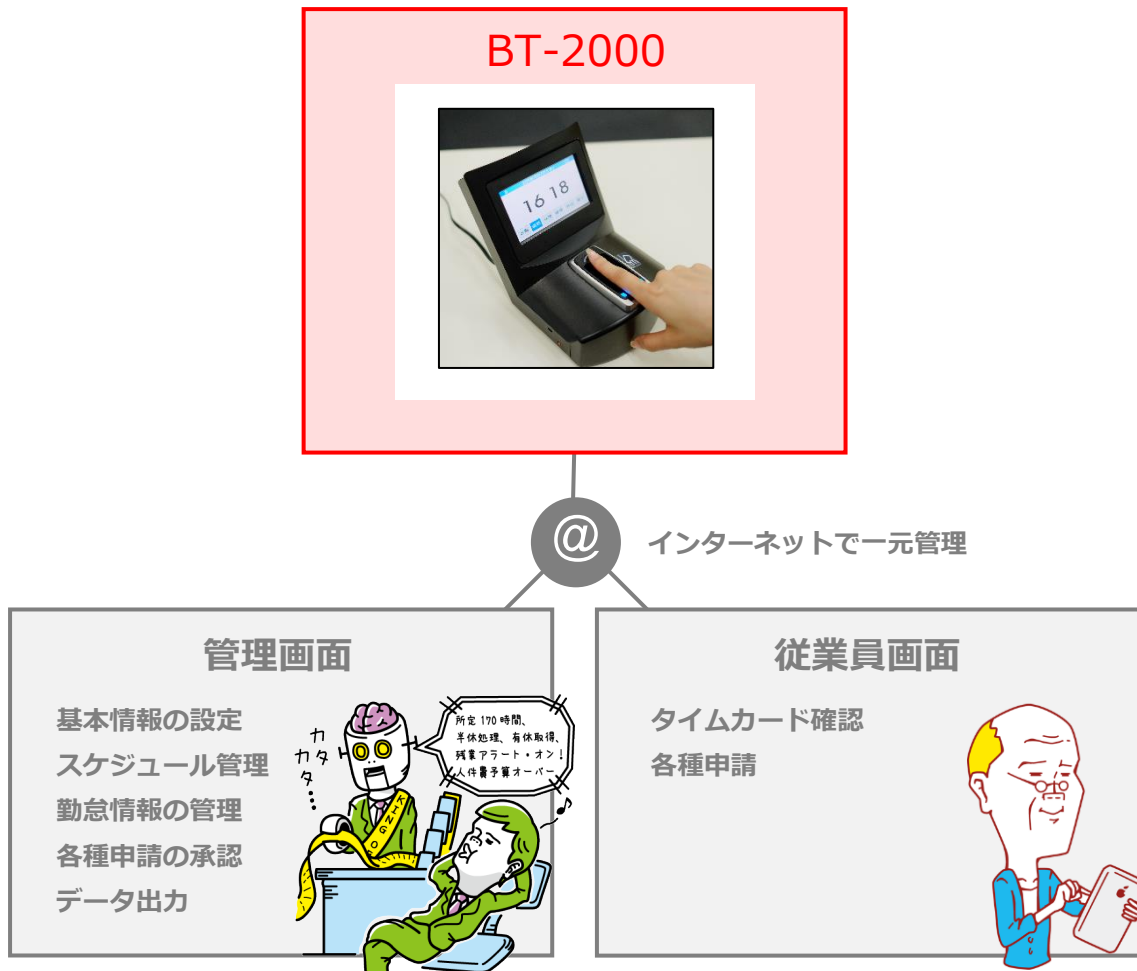 BT-2000
16 18
@
インターネットで一元管理
管理画面
基本情報の設定
スケジュール管理
勤怠情報の管理
各種申請の承認
データ出力
カタ
カタ…
所定170時間、
半休処理、有休取得、
残業アラート・オン!
人件費予算オーバー
KING OF
従業員画面
タイムカード確認
各種申請